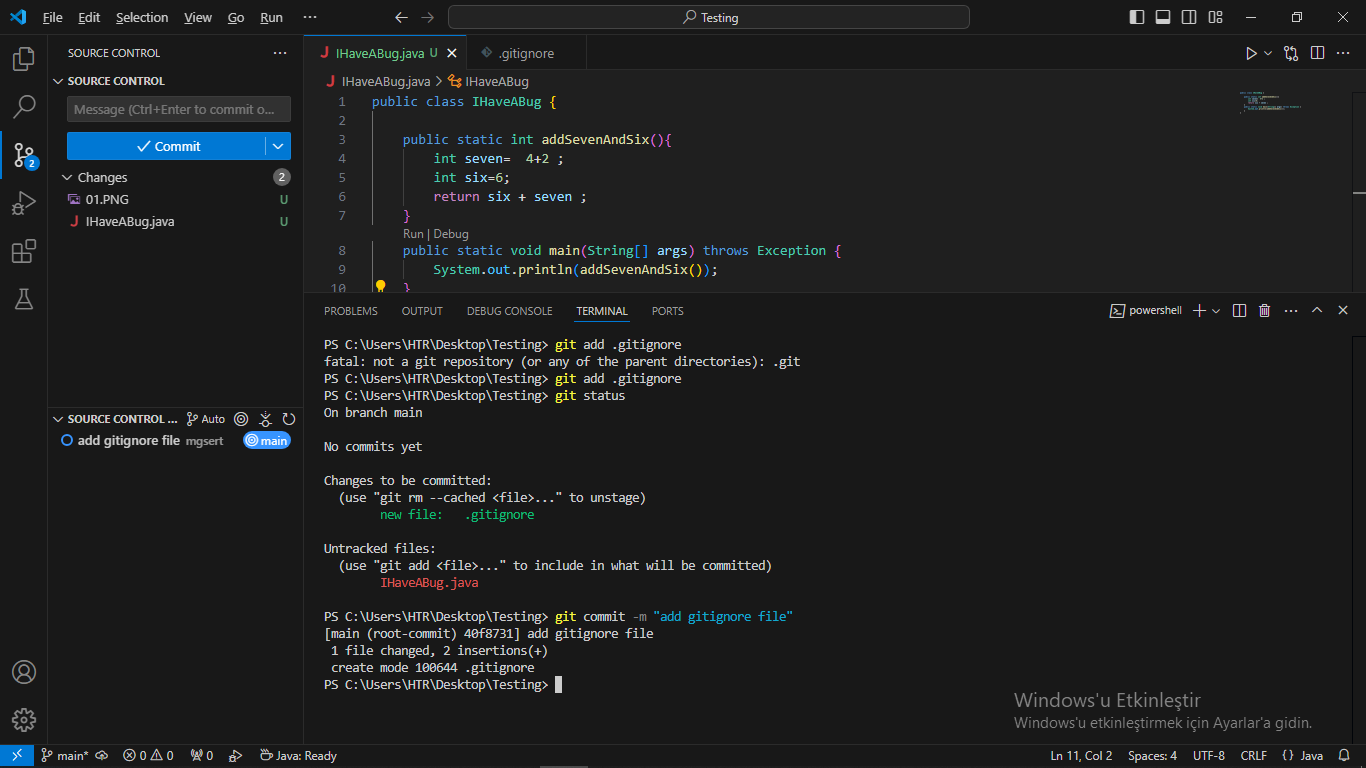 File Edit Selection View Go Run ···
Testing
SOURCE CONTROL ···
SOURCE CONTROL
Message (Ctrl+Enter to commit o...
Commit
Changes 2
01.PNG U
IHaveABug.java U
SOURCE CONTROL ... Auto
add gitignore file mgsert main
2
IHaveABug.java U
.gitignore
IHaveABug.java > IHaveABug
1 public class IHaveABug {
2
3 public static int addSevenAndSix(){
4 int seven= 4+2 ;
5 int six=6;
6 return six + seven ;
7 }
Run | Debug
8 public static void main(String[] args) throws Exception {
9 System.out.println(addSevenAndSix());
10 }
PROBLEMS OUTPUT DEBUG CONSOLE TERMINAL PORTS
powershell
PS C:\Users\HTR\Desktop\Testing> git add .gitignore
fatal: not a git repository (or any of the parent directories): .git
PS C:\Users\HTR\Desktop\Testing> git add .gitignore
PS C:\Users\HTR\Desktop\Testing> git status
On branch main
No commits yet
Changes to be committed:
(use "git rm --cached <file>..." to unstage)
new file: .gitignore
Untracked files:
(use "git add <file>..." to include in what will be committed)
IHaveABug.java
PS C:\Users\HTR\Desktop\Testing> git commit -m "add gitignore file"
[main (root-commit) 40f8731] add gitignore file
1 file changed, 2 insertions(+)
create mode 100644 .gitignore
PS C:\Users\HTR\Desktop\Testing>
Windows'u Etkinleştir
Windows'u etkinleştirmek için Ayarlar'a gidin.
main* 0 0 0 Java: Ready
Ln 11, Col 2 Spaces: 4 UTF-8 CRLF {} Java